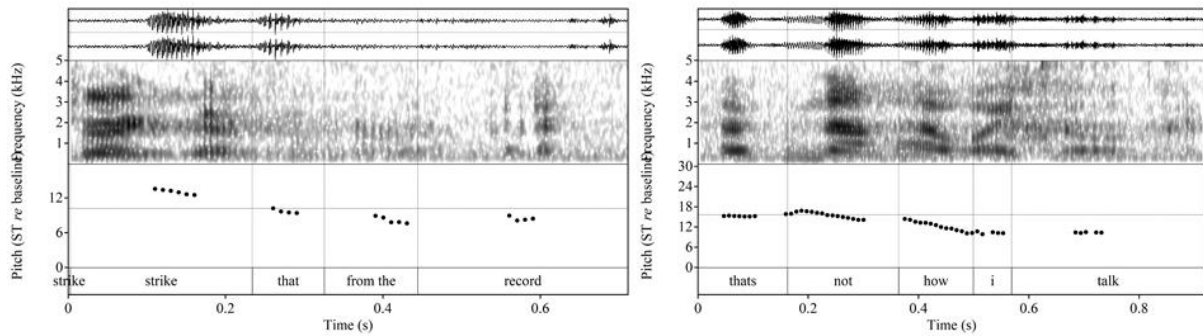 5
4
3
2
1
Frequency (kHz)
12
6
0
Pitch (ST re baseline)
strike strike that from the record
0 0.2 0.4 0.6
Time (s)
5
4
3
2
1
Frequency (kHz)
30
24
18
12
6
0
Pitch (ST re baseline)
thats not how i talk
0 0.2 0.4 0.6 0.8
Time (s)